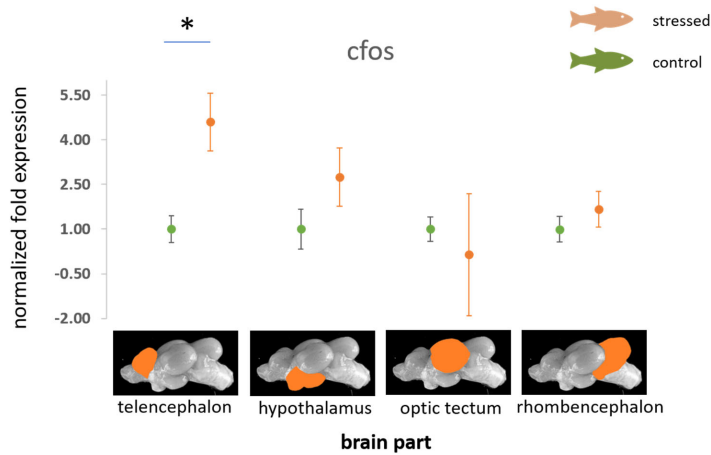 *
cfos
stressed
control
normalized fold expression
5.50
4.00
2.50
1.00
-0.50
-2.00
telencephalon
hypothalamus
optic tectum
rhombencephalon
brain part